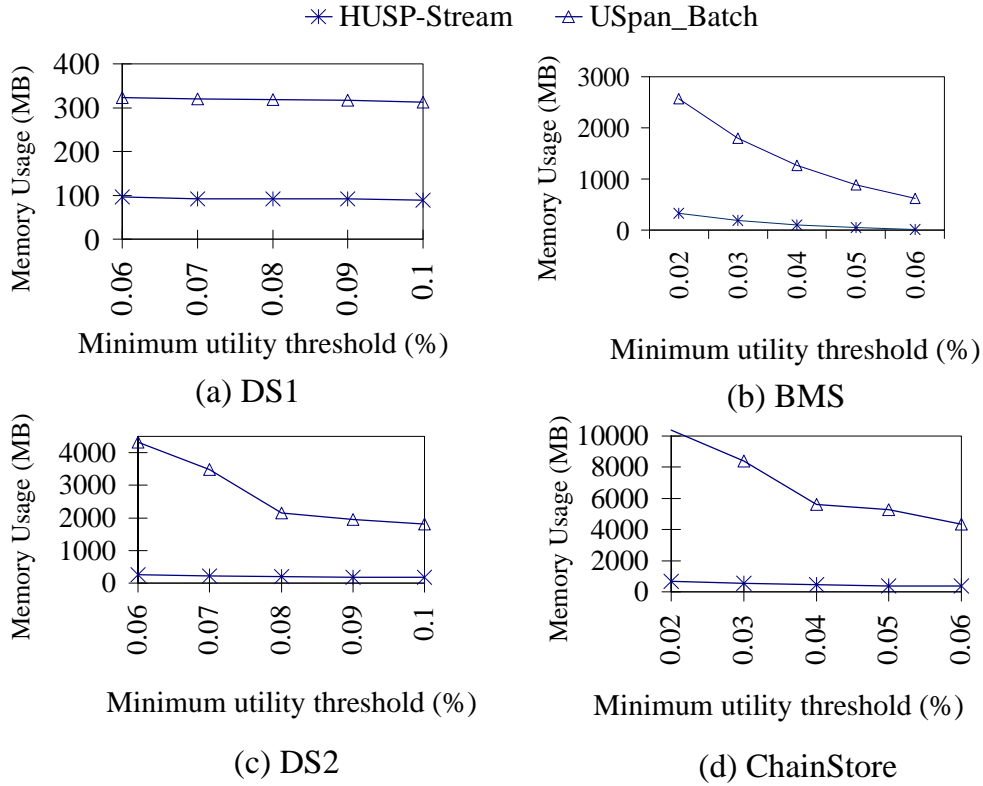 HUSP-Stream USpan_Batch
Memory Usage (MB)
400
300
200
100
0
0.06 0.07 0.08 0.09 0.1
Minimum utility threshold (%)
(a) DS1
Memory Usage (MB)
3000
2000
1000
0
0.02 0.03 0.04 0.05 0.06
Minimum utility threshold (%)
(b) BMS
Memory Usage (MB)
4000
3000
2000
1000
0
0.06 0.07 0.08 0.09 0.1
Minimum utility threshold (%)
(c) DS2
Memory Usage (MB)
10000
8000
6000
4000
2000
0
0.02 0.03 0.04 0.05 0.06
Minimum utility threshold (%)
(d) ChainStore